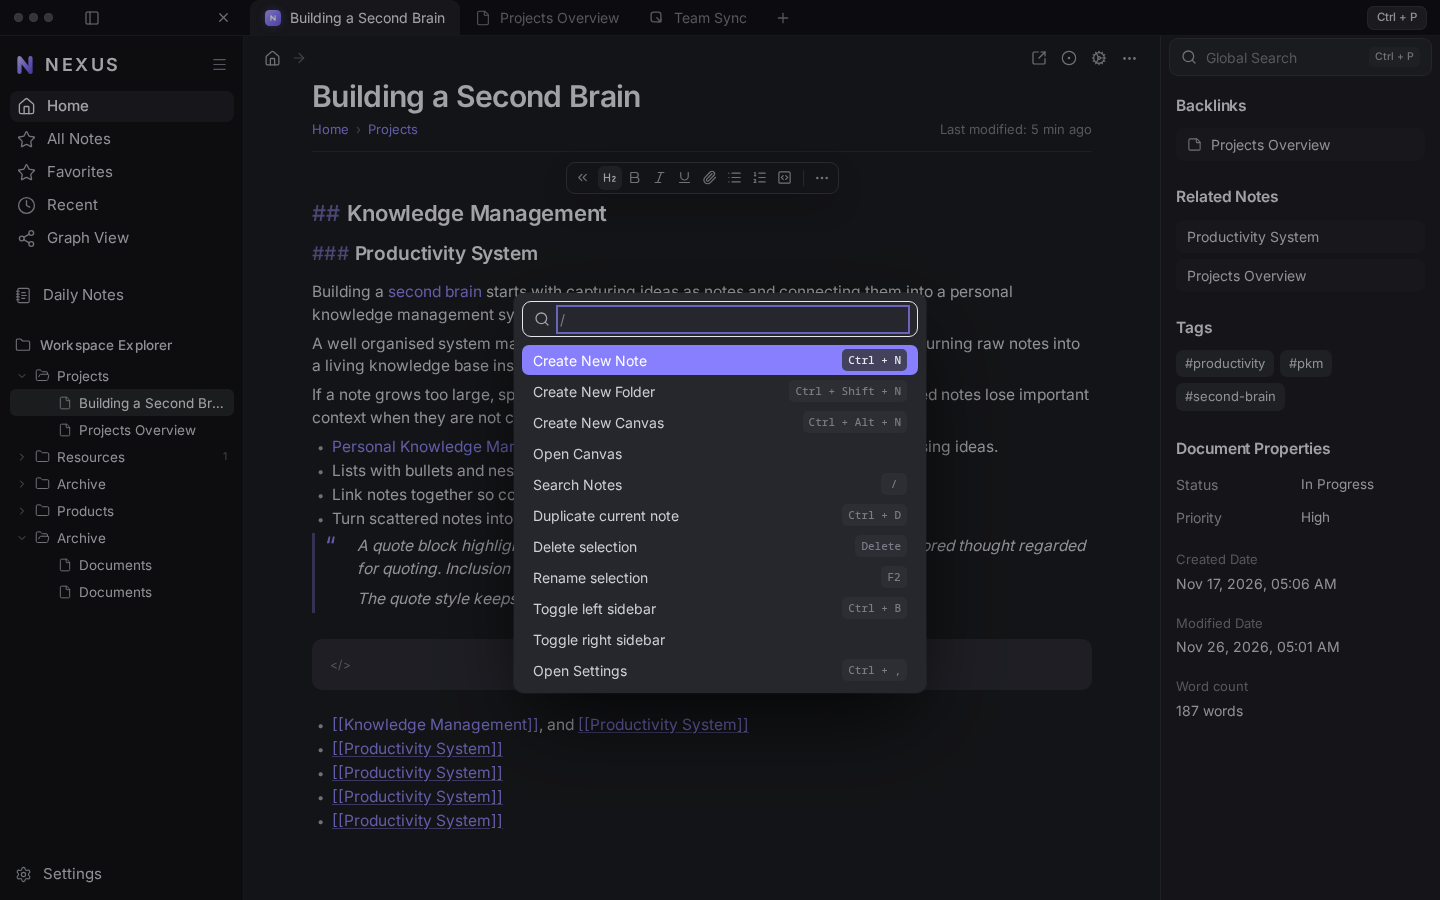 Building a Second Brain
Projects Overview
Team Sync
Ctrl + P
NEXUS
Home
All Notes
Favorites
Recent
Graph View
Daily Notes
Workspace Explorer
Projects
Building a Second Br...
Projects Overview
Resources 1
Archive
Products
Archive
Documents
Documents
Settings
Building a Second Brain
Home › Projects
Last modified: 5 min ago
H₂ B I U
## Knowledge Management
### Productivity System
Building a second brain starts with capturing ideas as notes and connecting them into a personal
knowledge management sy
A well organised system ma urning raw notes into
a living knowledge base ins
If a note grows too large, sp ed notes lose important
context when they are not c
• Personal Knowledge Man sing ideas.
• Lists with bullets and nes
• Link notes together so co
• Turn scattered notes into
“ A quote block highligh ored thought regarded
for quoting. Inclusion
The quote style keeps
</>
• [[Knowledge Management]], and [[Productivity System]]
• [[Productivity System]]
• [[Productivity System]]
• [[Productivity System]]
• [[Productivity System]]
/
Create New Note Ctrl + N
Create New Folder Ctrl + Shift + N
Create New Canvas Ctrl + Alt + N
Open Canvas
Search Notes /
Duplicate current note Ctrl + D
Delete selection Delete
Rename selection F2
Toggle left sidebar Ctrl + B
Toggle right sidebar
Open Settings Ctrl + ,
Global Search Ctrl + P
Backlinks
Projects Overview
Related Notes
Productivity System
Projects Overview
Tags
#productivity #pkm
#second-brain
Document Properties
Status In Progress
Priority High
Created Date
Nov 17, 2026, 05:06 AM
Modified Date
Nov 26, 2026, 05:01 AM
Word count
187 words